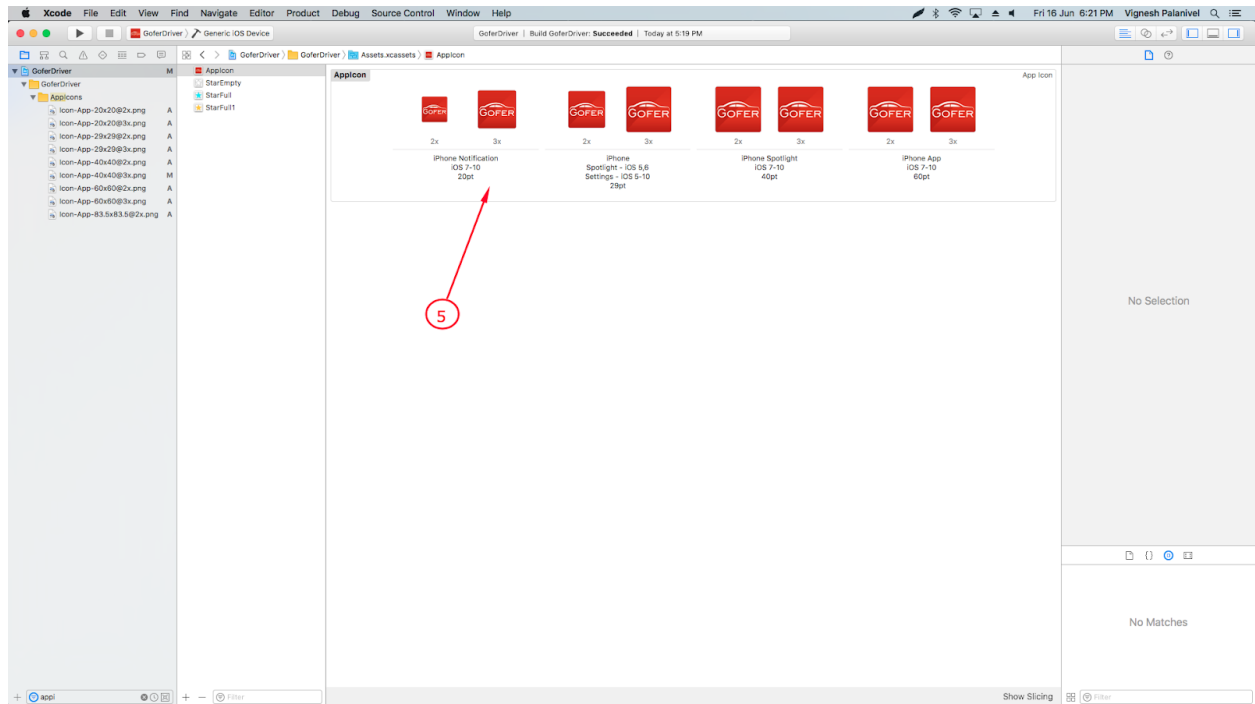 Xcode File Edit View Find Navigate Editor Product Debug Source Control Window Help Fri 16 Jun 6:21 PM Vignesh Palanivel
GoferDriver Generic iOS Device GoferDriver | Build GoferDriver: Succeeded | Today at 5:19 PM
GoferDriver GoferDriver Assets.xcassets AppIcon
GoferDriver M
GoferDriver
AppIcons
Icon-App-20x20@2x.png A
Icon-App-20x20@3x.png A
Icon-App-29x29@2x.png A
Icon-App-29x29@3x.png A
Icon-App-40x40@2x.png A
Icon-App-40x40@3x.png M
Icon-App-60x60@2x.png A
Icon-App-60x60@3x.png A
Icon-App-83.5x83.5@2x.png A
AppIcon
StarEmpty
StarFull
StarFull1
AppIcon App Icon
GOFER GOFER GOFER GOFER GOFER GOFER GOFER GOFER
2x 3x 2x 3x 2x 3x 2x 3x
iPhone Notification
iOS 7-10
20pt
iPhone
Spotlight - iOS 5,6
Settings - iOS 5-10
29pt
iPhone Spotlight
iOS 7-10
40pt
iPhone App
iOS 7-10
60pt
5
No Selection
{}
No Matches
+ appi
+ − Filter
Show Slicing
Filter